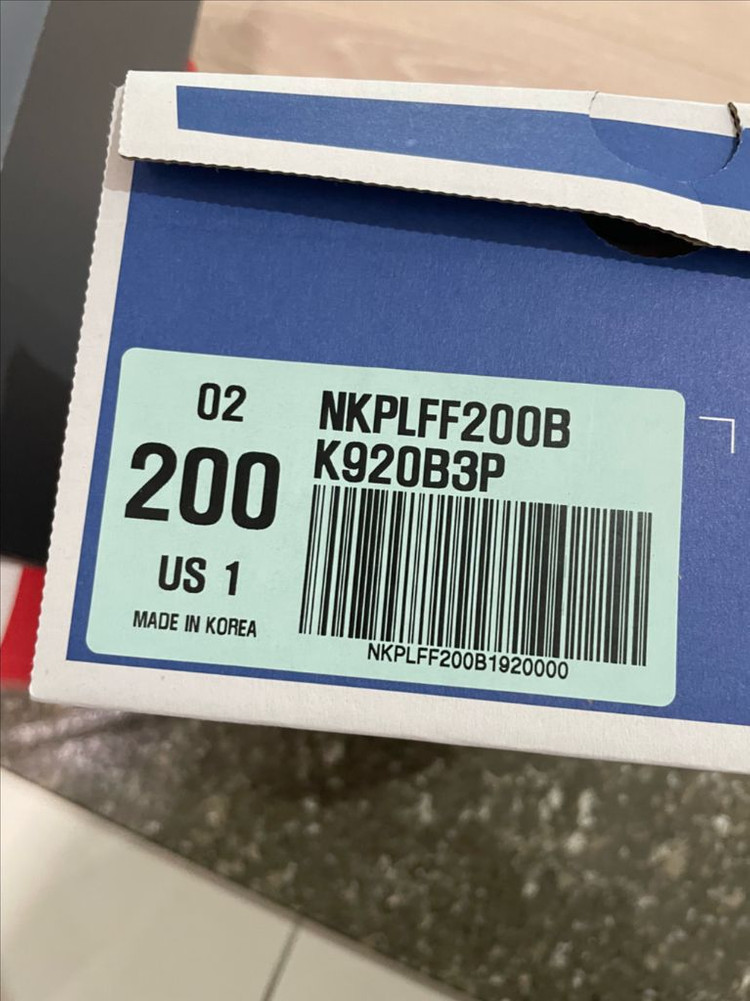 02
200
US 1
MADE IN KOREA
NKPLFF200B
K920B3P
NKPLFF200B1920000